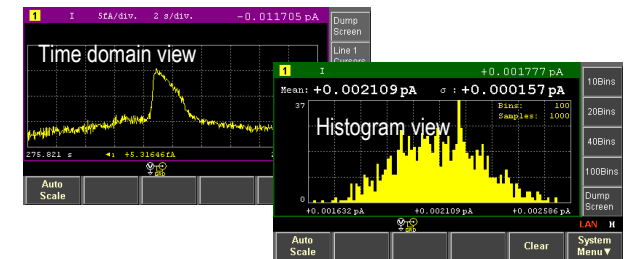 1 I 5fA/div. 2 s/div. -0.011705 pA
Dump Screen
Line 1
Time domain view
275.821 s ◄1 +5.31646fA
GRD
Auto Scale
1 I +0.001777 pA
Mean: +0.002109 pA σ : +0.000157 pA
37
Bins: 100
Samples: 1000
Histogram view
0
+0.001632 pA +0.002109 pA +0.002586 pA
GRD
10Bins
20Bins
40Bins
100Bins
Dump Screen
LAN
Auto Scale
Clear
System Menu▼